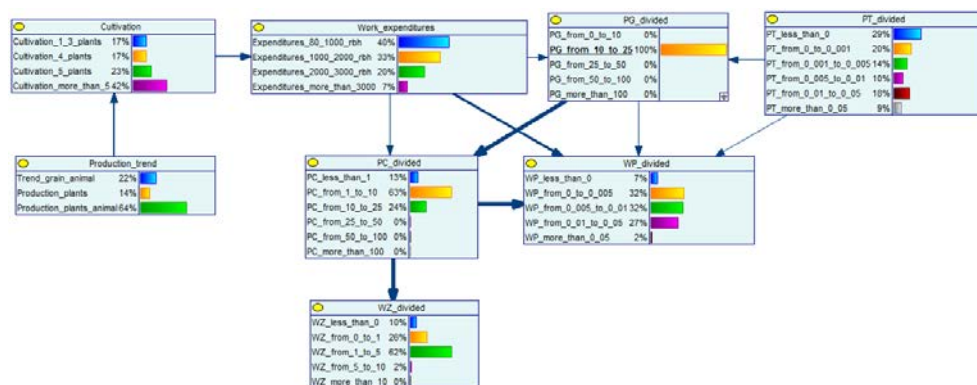 Cultivation
Cultivation_1_3_plants 17%
Cultivation_4_plants 17%
Cultivation_5_plants 23%
Cultivation_more_than_5 42%
Work_expenditures
Expenditures_80_1000_rbh 40%
Expenditures_1000_2000_rbh 33%
Expenditures_2000_3000_rbh 20%
Expenditures_more_than_3000 7%
PG_divided
PG_from_0_to_10 0%
PG_from_10_to_25 100%
PG_from_25_to_50 0%
PG_from_50_to_100 0%
PG_more_than_100 0%
PT_divided
PT_less_than_0 29%
PT_from_0_to_0_001 20%
PT_from_0_001_to_0_005 14%
PT_from_0_005_to_0_01 10%
PT_from_0_01_to_0_05 18%
PT_more_than_0_05 9%
Production_trend
Trend_grain_animal 22%
Production_plants 14%
Production_plants_animal 64%
PC_divided
PC_less_than_1 13%
PC_from_1_to_10 63%
PC_from_10_to_25 24%
PC_from_25_to_50 0%
PC_from_50_to_100 0%
PC_more_than_100 0%
WP_divided
WP_less_than_0 7%
WP_from_0_to_0_005 32%
WP_from_0_005_to_0_01 32%
WP_from_0_01_to_0_05 27%
WP_more_than_0_05 2%
WZ_divided
WZ_less_than_0 10%
WZ_from_0_to_1 26%
WZ_from_1_to_5 62%
WZ_from_5_to_10 2%
WZ_more_than_10 0%